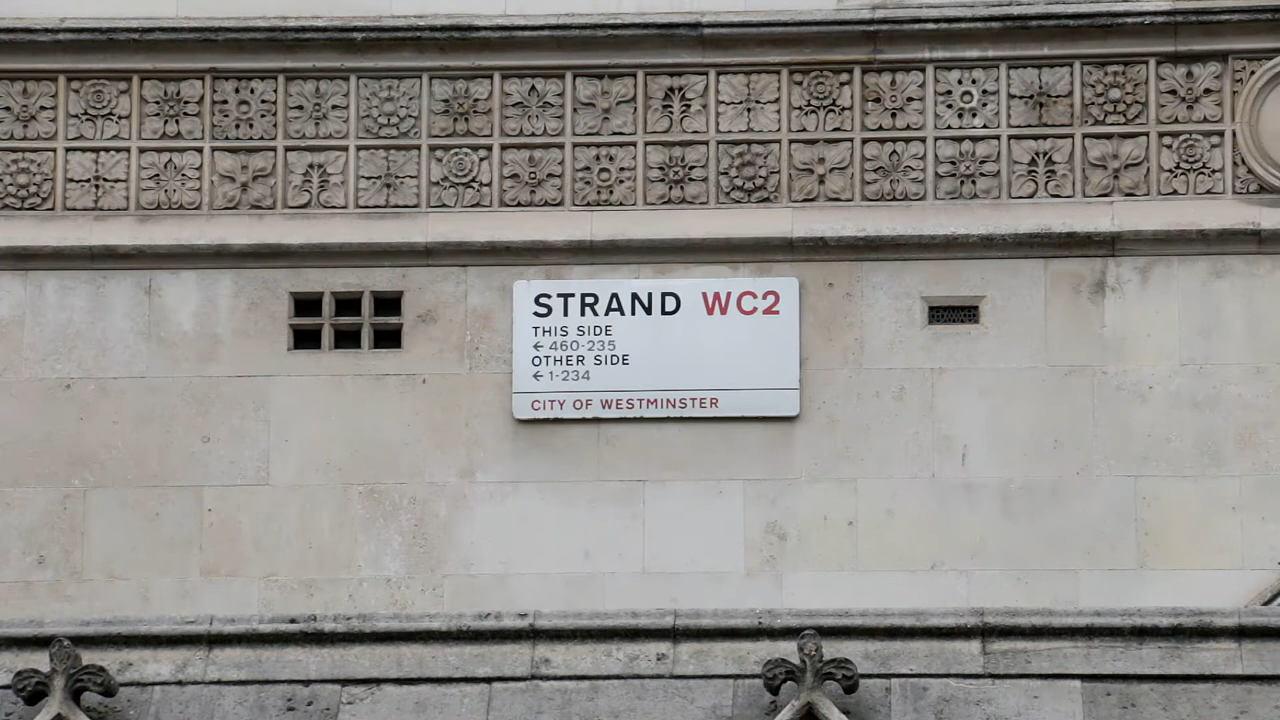 STRAND WC2
THIS SIDE
← 460-235
OTHER SIDE
← 1-234
CITY OF WESTMINSTER